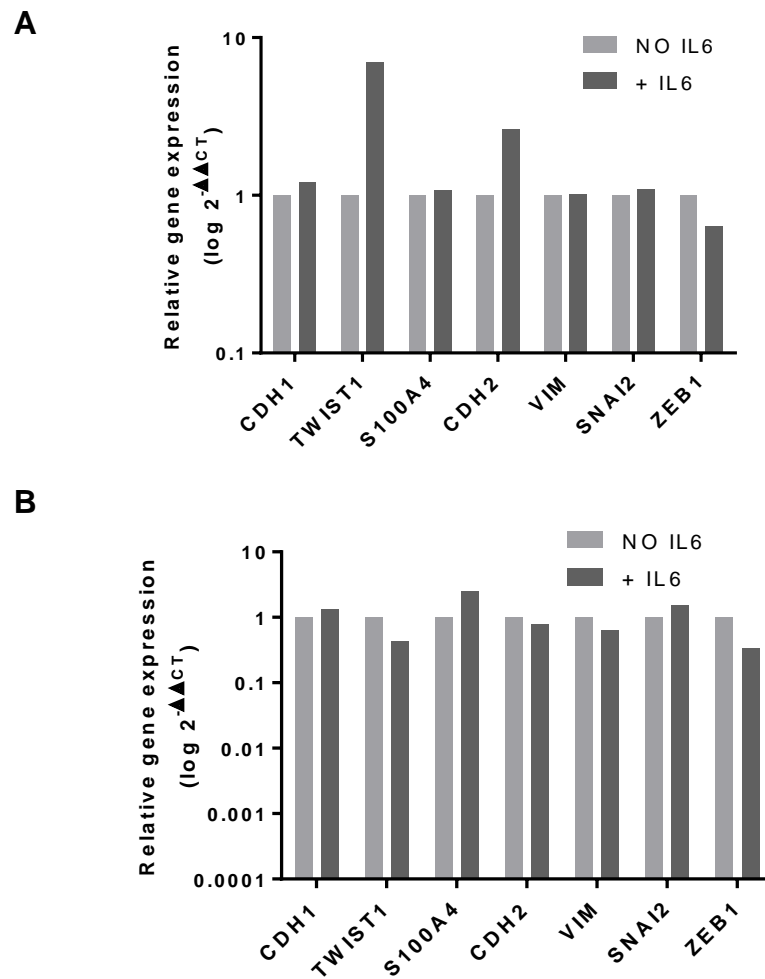 A
Relative gene expression
(log 2-▲▲CT)
10
1
0.1
NO IL6
+ IL6
CDH1
TWIST1
S100A4
CDH2
VIM
SNAI2
ZEB1
B
Relative gene expression
(log 2-▲▲CT)
10
1
0.1
0.01
0.001
0.0001
NO IL6
+ IL6
CDH1
TWIST1
S100A4
CDH2
VIM
SNAI2
ZEB1